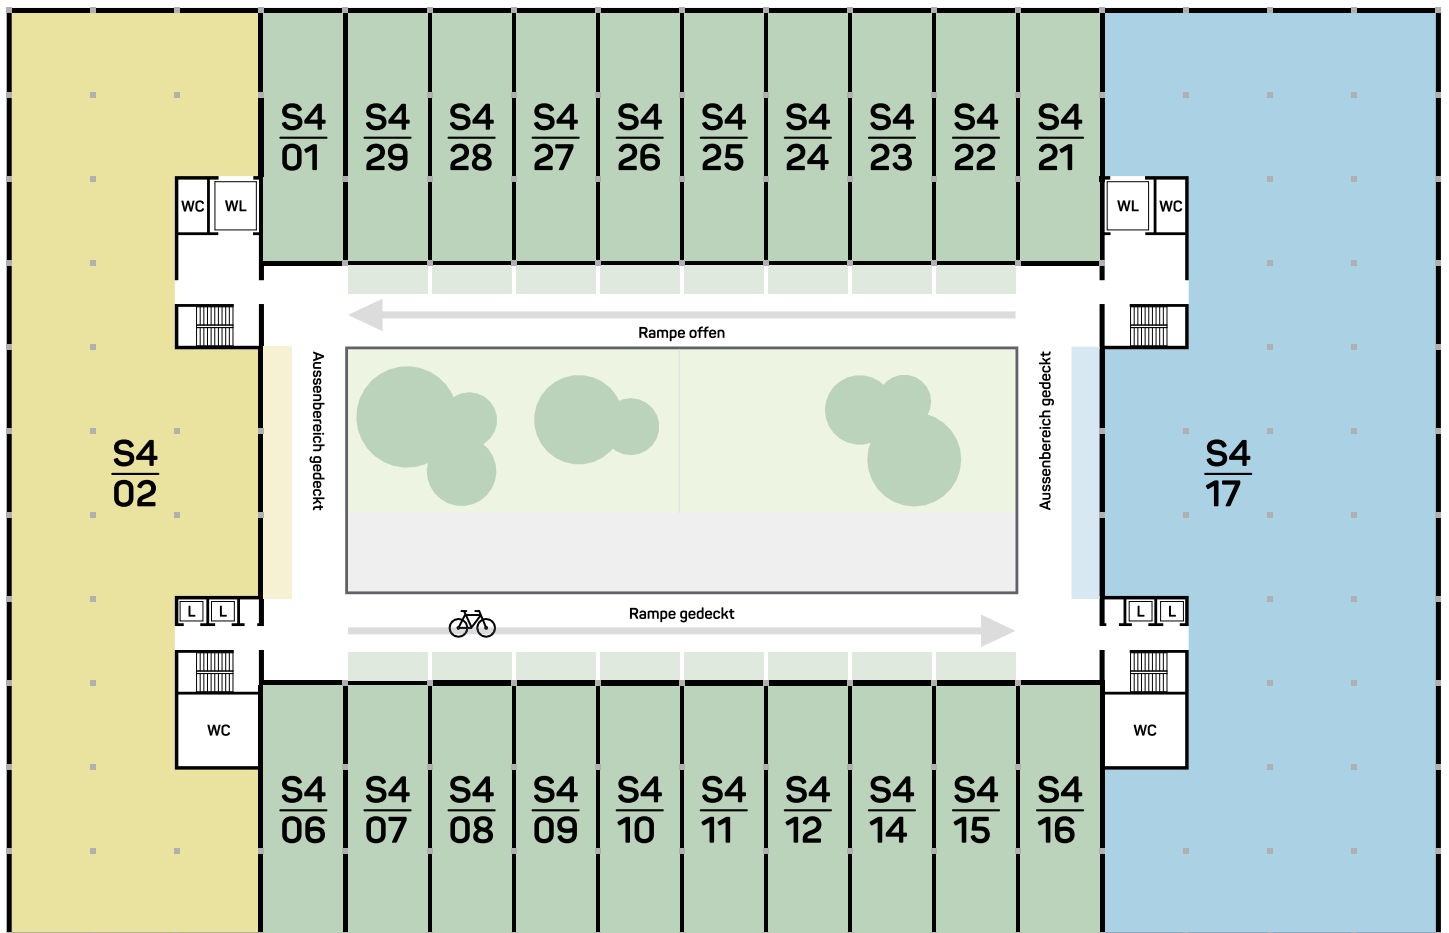 S4
01
S4
29
S4
28
S4
27
S4
26
S4
25
S4
24
S4
23
S4
22
S4
21
WC
WL
WL
WC
Rampe offen
Aussenbereich gedeckt
Aussenbereich gedeckt
S4
02
S4
17
L
L
Rampe gedeckt
L
L
WC
WC
S4
06
S4
07
S4
08
S4
09
S4
10
S4
11
S4
12
S4
14
S4
15
S4
16